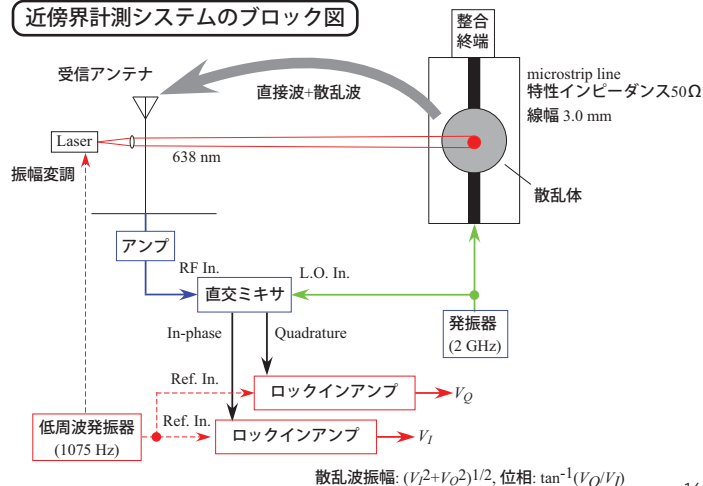 近傍界計測システムのブロック図
整合
終端
受信アンテナ
直接波+散乱波
microstrip line
特性インピーダンス50Ω
線幅 3.0 mm
Laser
638 nm
振幅変調
散乱体
アンプ
RF In.
L.O. In.
直交ミキサ
In-phase
Quadrature
発振器
(2 GHz)
Ref. In.
ロックインアンプ
V_Q
低周波発振器
(1075 Hz)
Ref. In.
ロックインアンプ
V_I
散乱波振幅: (V_I^2+V_Q^2)^{1/2}, 位相: tan^{-1}(V_Q/V_I)